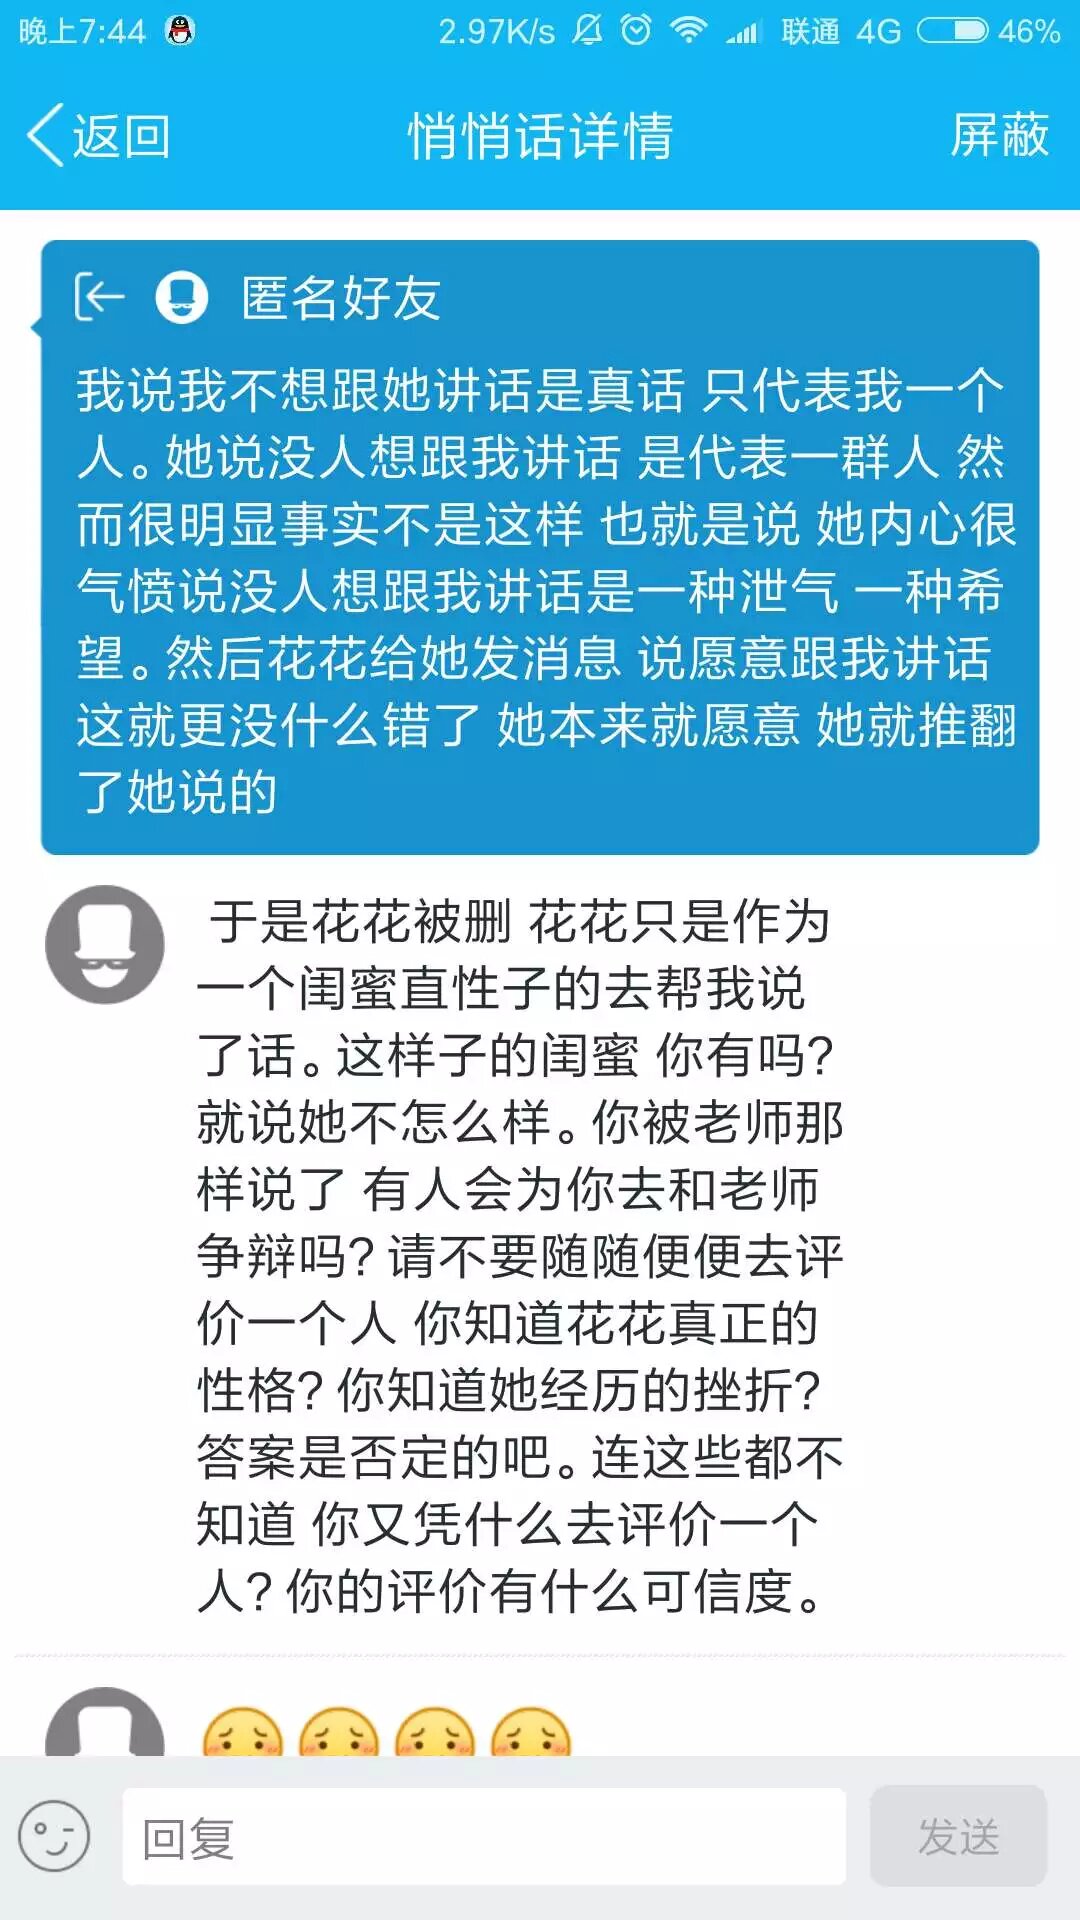 晚上7:44 2.97K/s 联通 4G 46%
返回 悄悄话详情 屏蔽
匿名好友
我说我不想跟她讲话是真话 只代表我一个
人。她说没人想跟我讲话 是代表一群人 然
而很明显事实不是这样 也就是说 她内心很
气愤说没人想跟我讲话是一种泄气 一种希
望。然后花花给她发消息 说愿意跟我讲话
这就更没什么错了 她本来就愿意 她就推翻
了她说的
于是花花被删 花花只是作为
一个闺蜜直性子的去帮我说
了话。这样子的闺蜜 你有吗?
就说她不怎么样。你被老师那
样说了 有人会为你去和老师
争辩吗? 请不要随随便便去评
价一个人 你知道花花真正的
性格? 你知道她经历的挫折?
答案是否定的吧。连这些都不
知道 你又凭什么去评价一个
人? 你的评价有什么可信度。
回复 发送